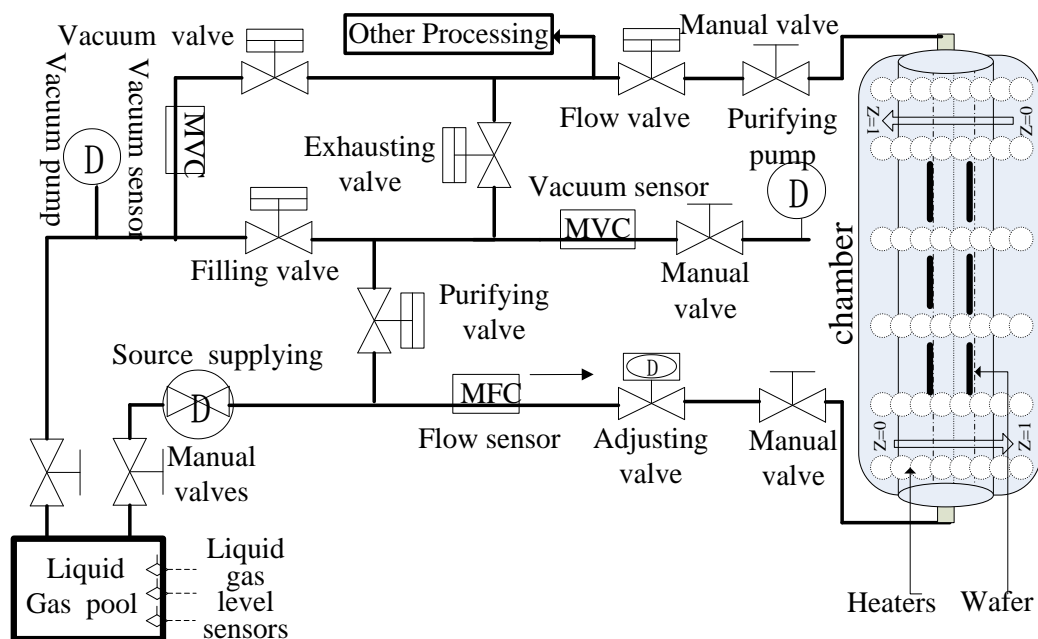 Vacuum valve
Other Processing
Manual valve
Vacuum pump
Vacuum sensor
D
MVC
Flow valve
Purifying
pump
Exhausting
valve
Vacuum sensor
D
MVC
Filling valve
Manual
valve
Purifying
valve
chamber
Z=1
Z=0
Source supplying
D
MFC
D
Flow sensor
Adjusting
valve
Manual
valve
Z=0
Z=1
Manual
valves
Liquid
Gas pool
Liquid
gas
level
sensors
Heaters
Wafer